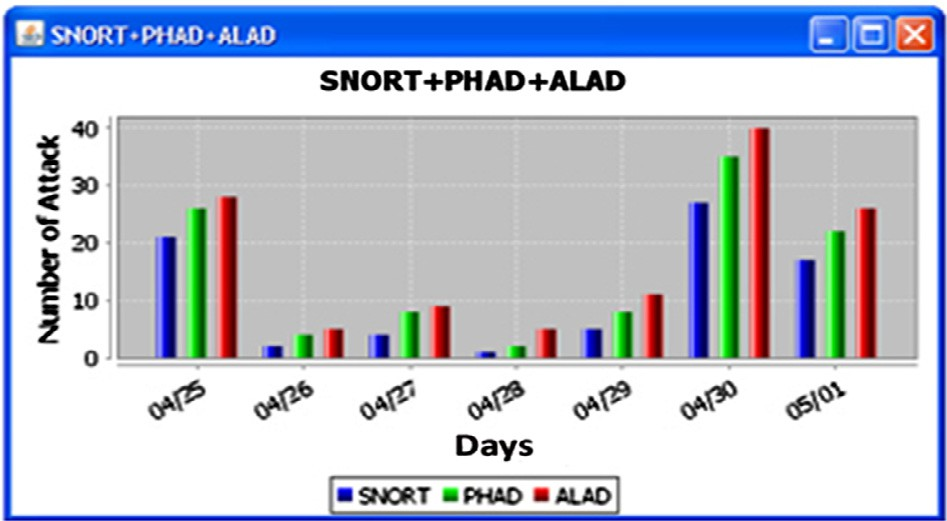 SNORT+PHAD+ALAD
SNORT+PHAD+ALAD
Number of Attack
40
30
20
10
0
04/25 04/26 04/27 04/28 04/29 04/30 05/01
Days
SNORT PHAD ALAD